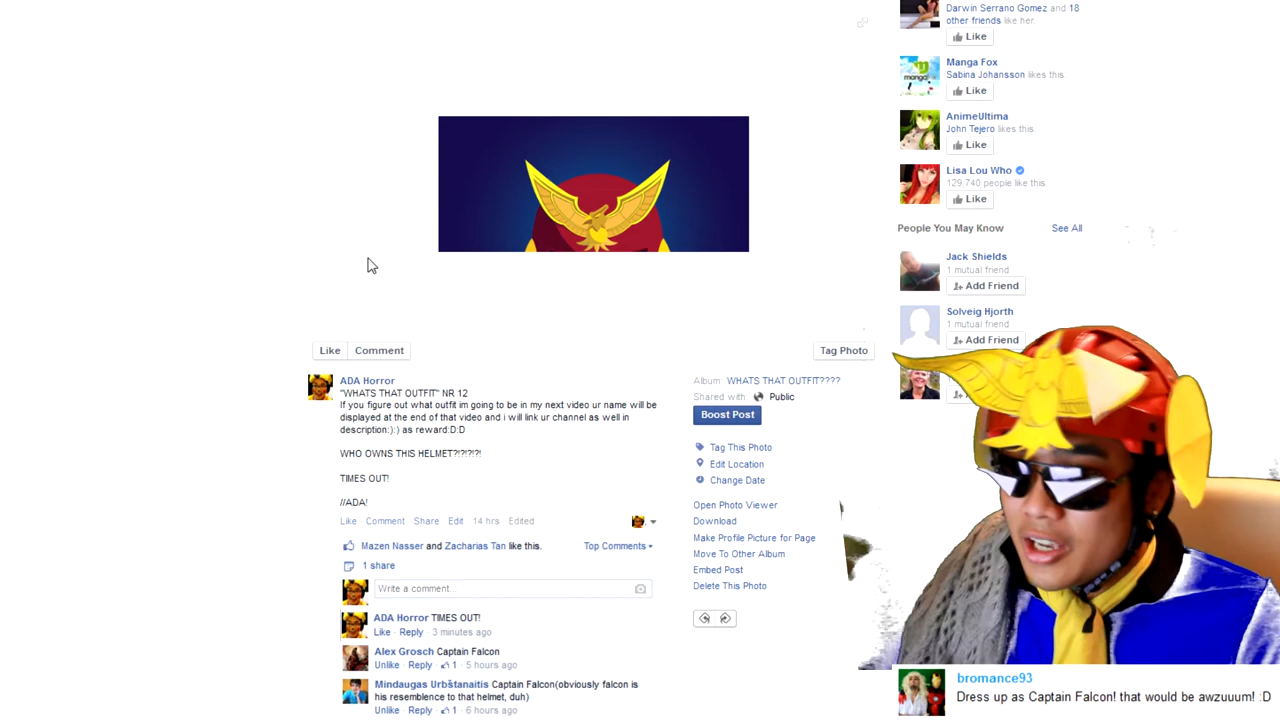 Darwin Serrano Gomez and 18
other friends like her.
Like
Manga Fox
Sabina Johansson likes this.
Like
AnimeUltima
John Tejero likes this.
Like
Lisa Lou Who
129,740 people like this
Like
People You May Know
See All
Jack Shields
1 mutual friend
Add Friend
Solveig Hjorth
1 mutual friend
Add Friend
Like
Comment
Tag Photo
ADA Horror
"WHATS THAT OUTFIT" NR 12
If you figure out what outfit im going to be in my next video ur name will be
displayed at the end of that video and i will link ur channel as well in
description:):) as reward:D:D
WHO OWNS THIS HELMET?!?!?!?!
TIMES OUT!
//ADA!
Like Comment Share Edit 14 hrs Edited
Mazen Nasser and Zacharias Tan like this.
Top Comments
1 share
Write a comment...
ADA Horror TIMES OUT!
Like · Reply · 3 minutes ago
Alex Grosch Captain Falcon
Unlike · Reply · 1 · 5 hours ago
Mindaugas Urbštanaitis Captain Falcon(obviously falcon is
his resemblence to that helmet, duh)
Unlike · Reply · 1 · 6 hours ago
Album: WHATS THAT OUTFIT????
Shared with: Public
Boost Post
Tag This Photo
Edit Location
Change Date
Open Photo Viewer
Download
Make Profile Picture for Page
Move To Other Album
Embed Post
Delete This Photo
bromance93
Dress up as Captain Falcon! that would be awzuuum! :D